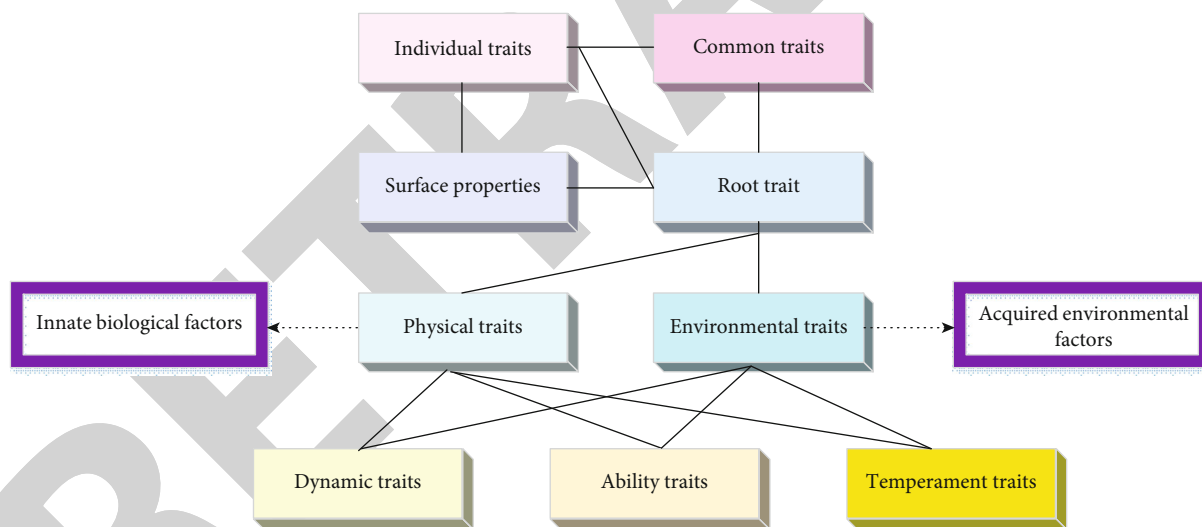 Individual traits
Common traits
Surface properties
Root trait
Innate biological factors
Physical traits
Environmental traits
Acquired environmental
factors
Dynamic traits
Ability traits
Temperament traits